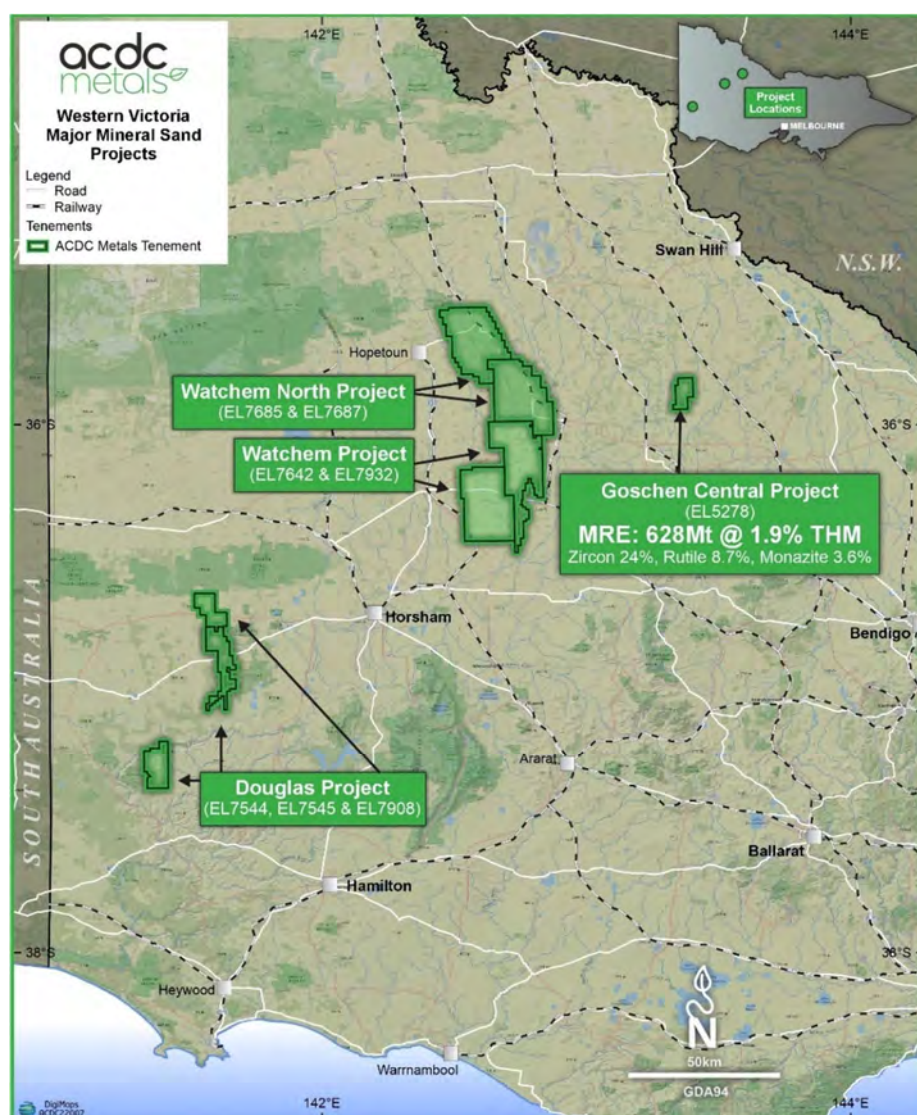 acdc
metals
Western Victoria
Major Mineral Sand
Projects
Legend
Road
Railway
Tenements
ACDC Metals Tenement
142°E
144°E
Project
Locations
MELBOURNE
Swan Hill
N.S.W.
Hopetoun
Watchem North Project
(EL7685 & EL7687)
36°S
36°S
Watchem Project
(EL7642 & EL7932)
Goschen Central Project
(EL5278)
MRE: 628Mt @ 1.9% THM
Zircon 24%, Rutile 8.7%, Monazite 3.6%
SOUTH AUSTRALIA
Horsham
Bendigo
Ararat
Douglas Project
(EL7544, EL7545 & EL7908)
Ballarat
Hamilton
38°S
38°S
Heywood
N
50km
Warrnambool
GDA94
DigiMaps
142°E
144°E